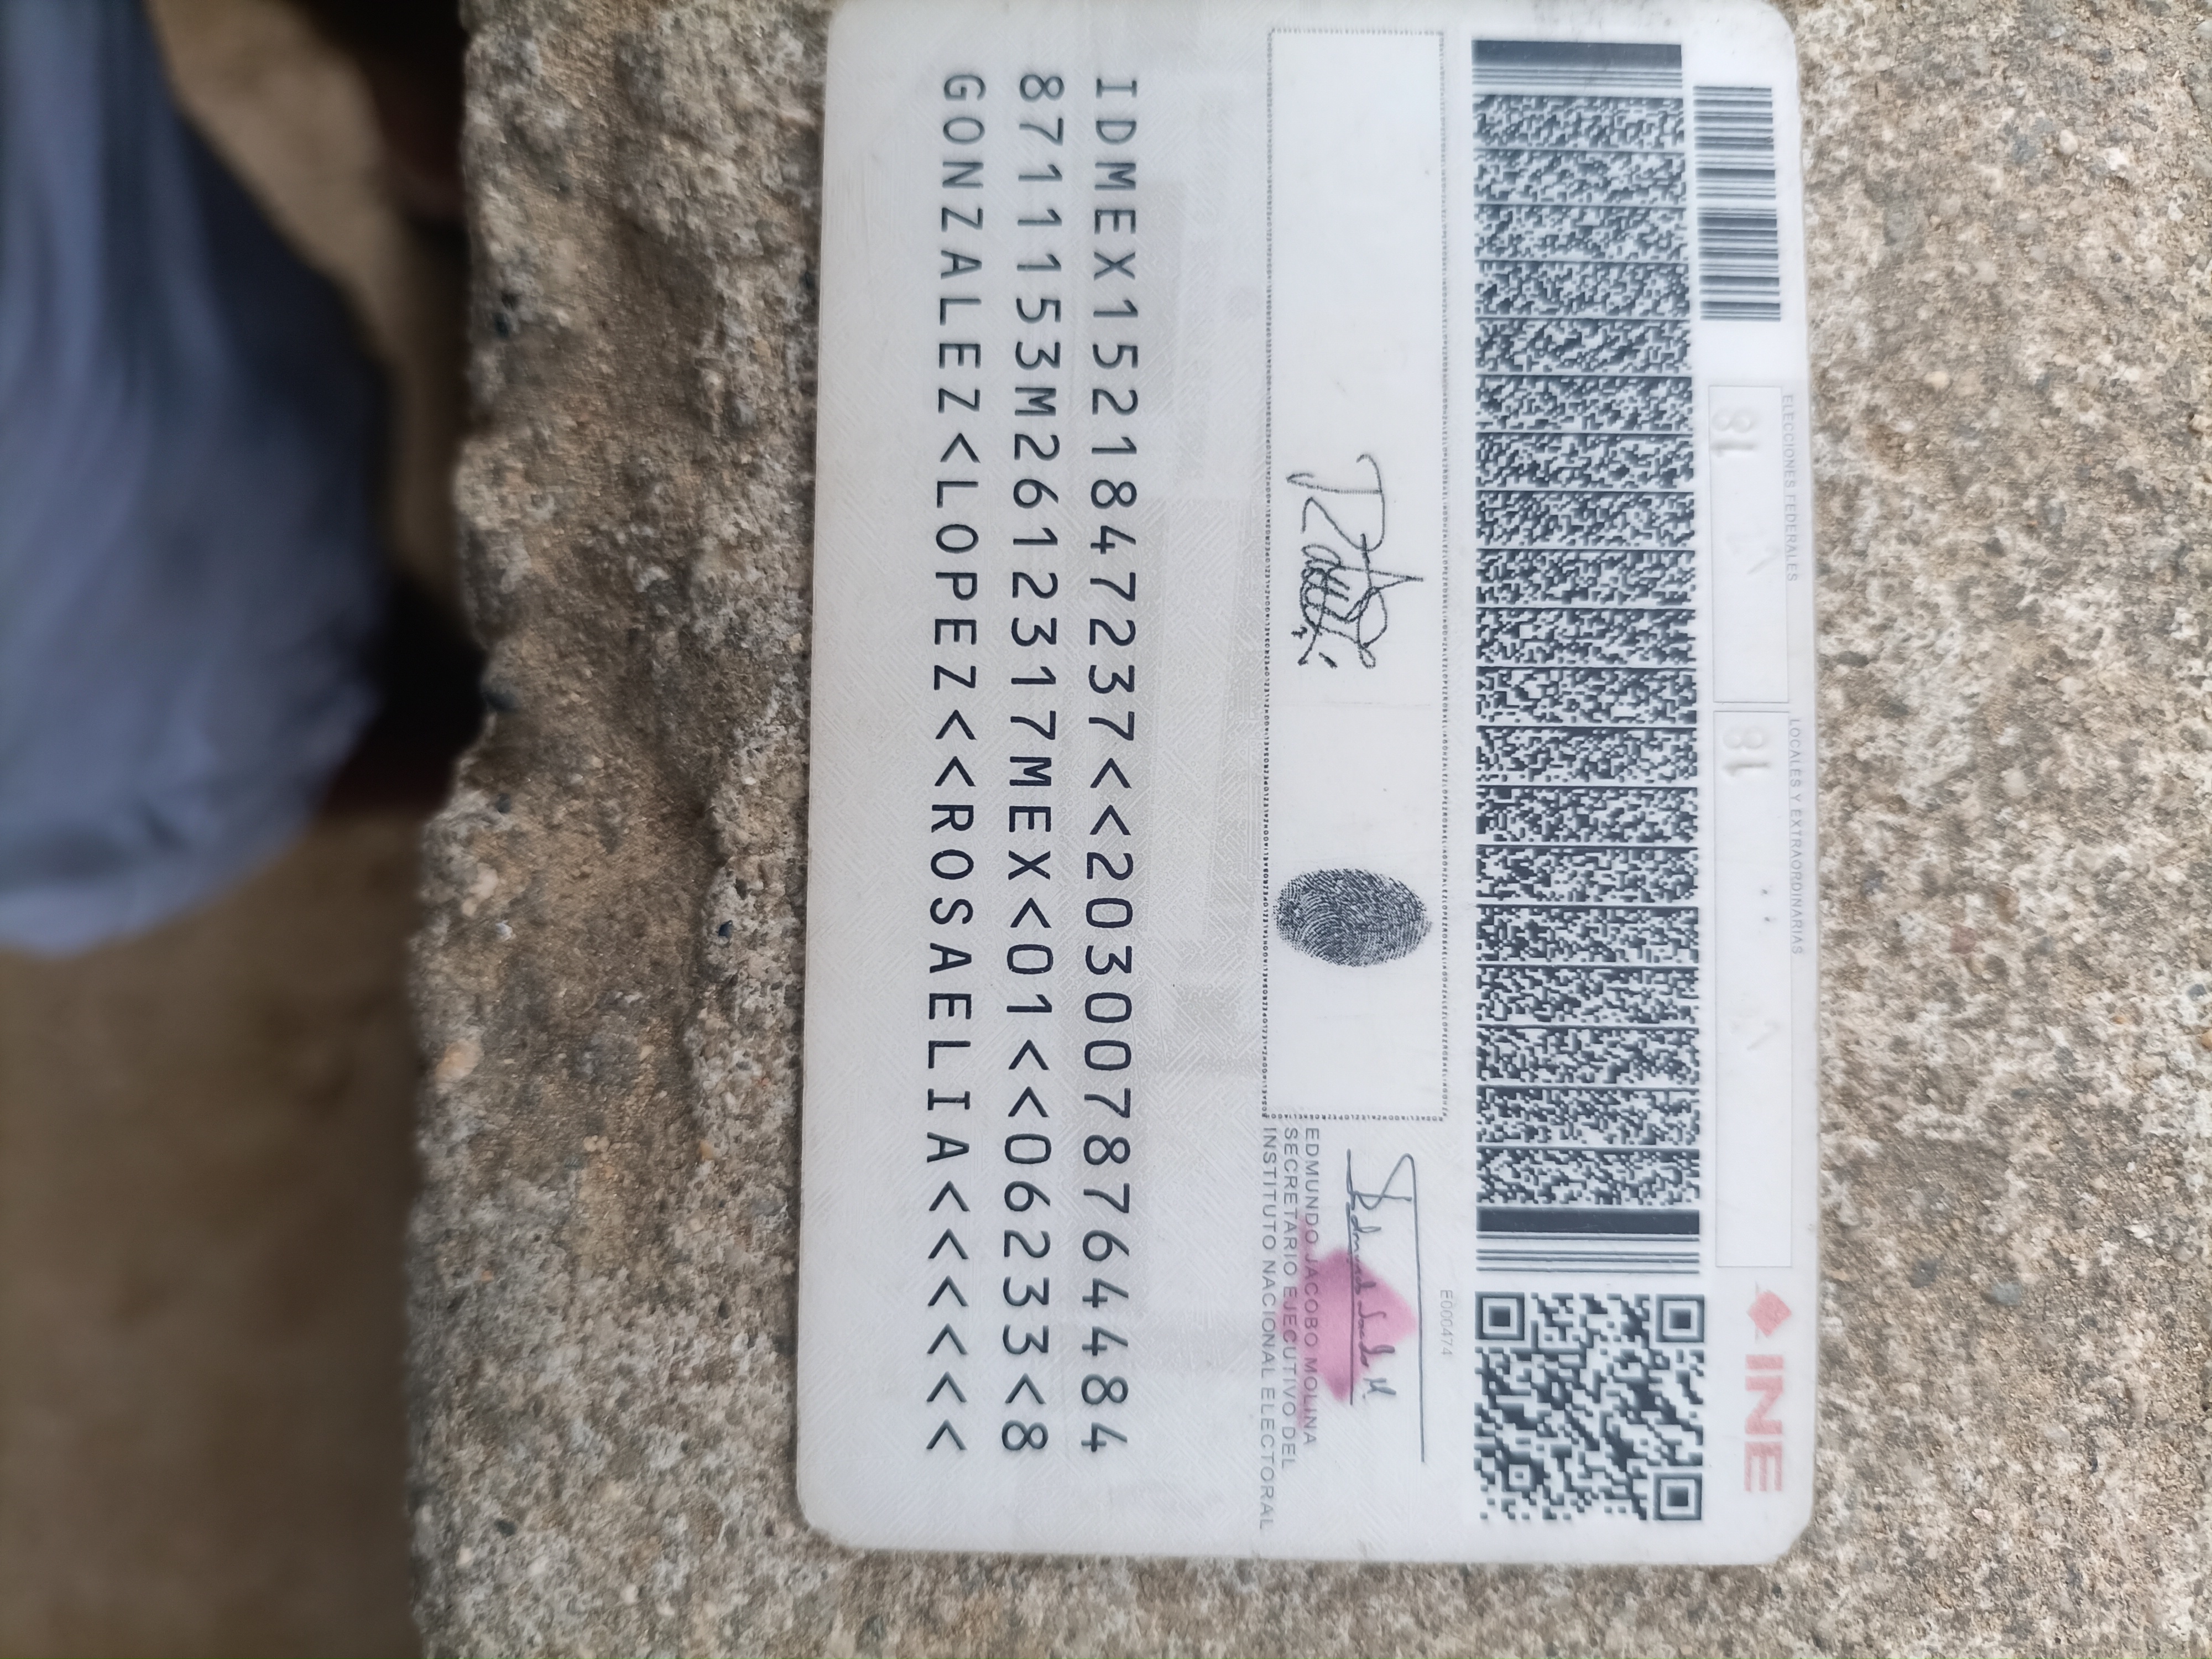 INE
ELECCIONES FEDERALES
18
LOCALES Y EXTRAORDINARIAS
18
E000474
EDMUNDO JACOBO MOLINA
SECRETARIO EJECUTIVO DEL
INSTITUTO NACIONAL ELECTORAL
IDMEX1521847237<<2030078764484
8711153M2612317MEX<01<<06233<8
GONZALEZ<LOPEZ<<ROSAELIA<<<<<<